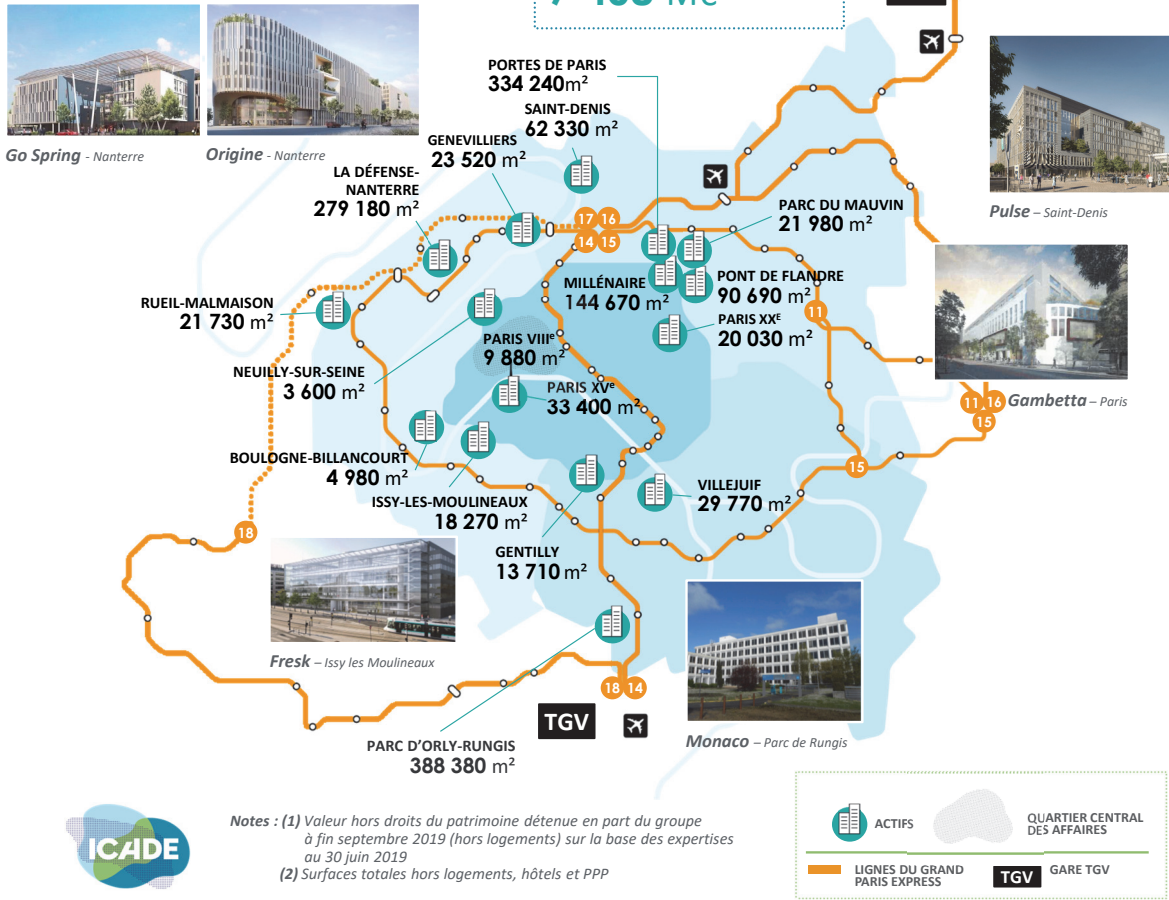 PORTES DE PARIS
334 240m²
SAINT-DENIS
62 330 m²
GENEVILLIERS
23 520 m²
Go Spring - Nanterre
Origine - Nanterre
LA DÉFENSE-
NANTERRE
279 180 m²
17 16
14 15
PARC DU MAUVIN
21 980 m²
Pulse – Saint-Denis
RUEIL-MALMAISON
21 730 m²
MILLÉNAIRE
144 670 m²
PONT DE FLANDRE
90 690 m²
11
PARIS XXᴱ
20 030 m²
PARIS VIIIᵉ
9 880 m²
NEUILLY-SUR-SEINE
3 600 m²
PARIS XVᵉ
33 400 m²
11 16
15
Gambetta – Paris
BOULOGNE-BILLANCOURT
4 980 m²
15
ISSY-LES-MOULINEAUX
18 270 m²
VILLEJUIF
29 770 m²
18
GENTILLY
13 710 m²
Fresk – Issy les Moulineaux
18 14
TGV
Monaco – Parc de Rungis
PARC D'ORLY-RUNGIS
388 380 m²
ICADE
Notes : (1) Valeur hors droits du patrimoine détenue en part du groupe
à fin septembre 2019 (hors logements) sur la base des expertises
au 30 juin 2019
(2) Surfaces totales hors logements, hôtels et PPP
ACTIFS
QUARTIER CENTRAL
DES AFFAIRES
LIGNES DU GRAND
PARIS EXPRESS
TGV GARE TGV